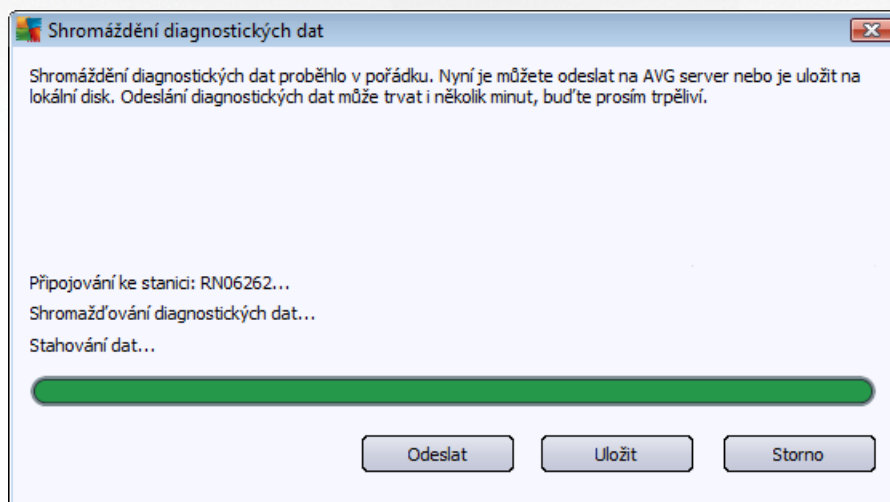 Shromáždění diagnostických dat
Shromáždění diagnostických dat proběhlo v pořádku. Nyní je můžete odeslat na AVG server nebo je uložit na
lokální disk. Odeslání diagnostických dat může trvat i několik minut, buďte prosím trpěliví.
Připojování ke stanici: RN06262...
Shromažďování diagnostických dat...
Stahování dat...
Odeslat
Uložit
Storno